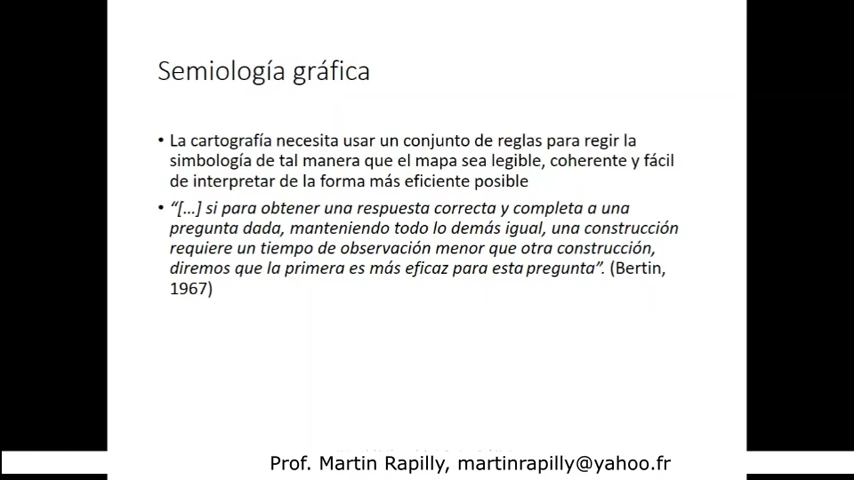 Semiología gráfica
• La cartografía necesita usar un conjunto de reglas para regir la
simbología de tal manera que el mapa sea legible, coherente y fácil
de interpretar de la forma más eficiente posible
• “[…] si para obtener una respuesta correcta y completa a una
pregunta dada, manteniendo todo lo demás igual, una construcción
requiere un tiempo de observación menor que otra construcción,
diremos que la primera es más eficaz para esta pregunta”. (Bertin,
1967)
Prof. Martin Rapilly, martinrapilly@yahoo.fr